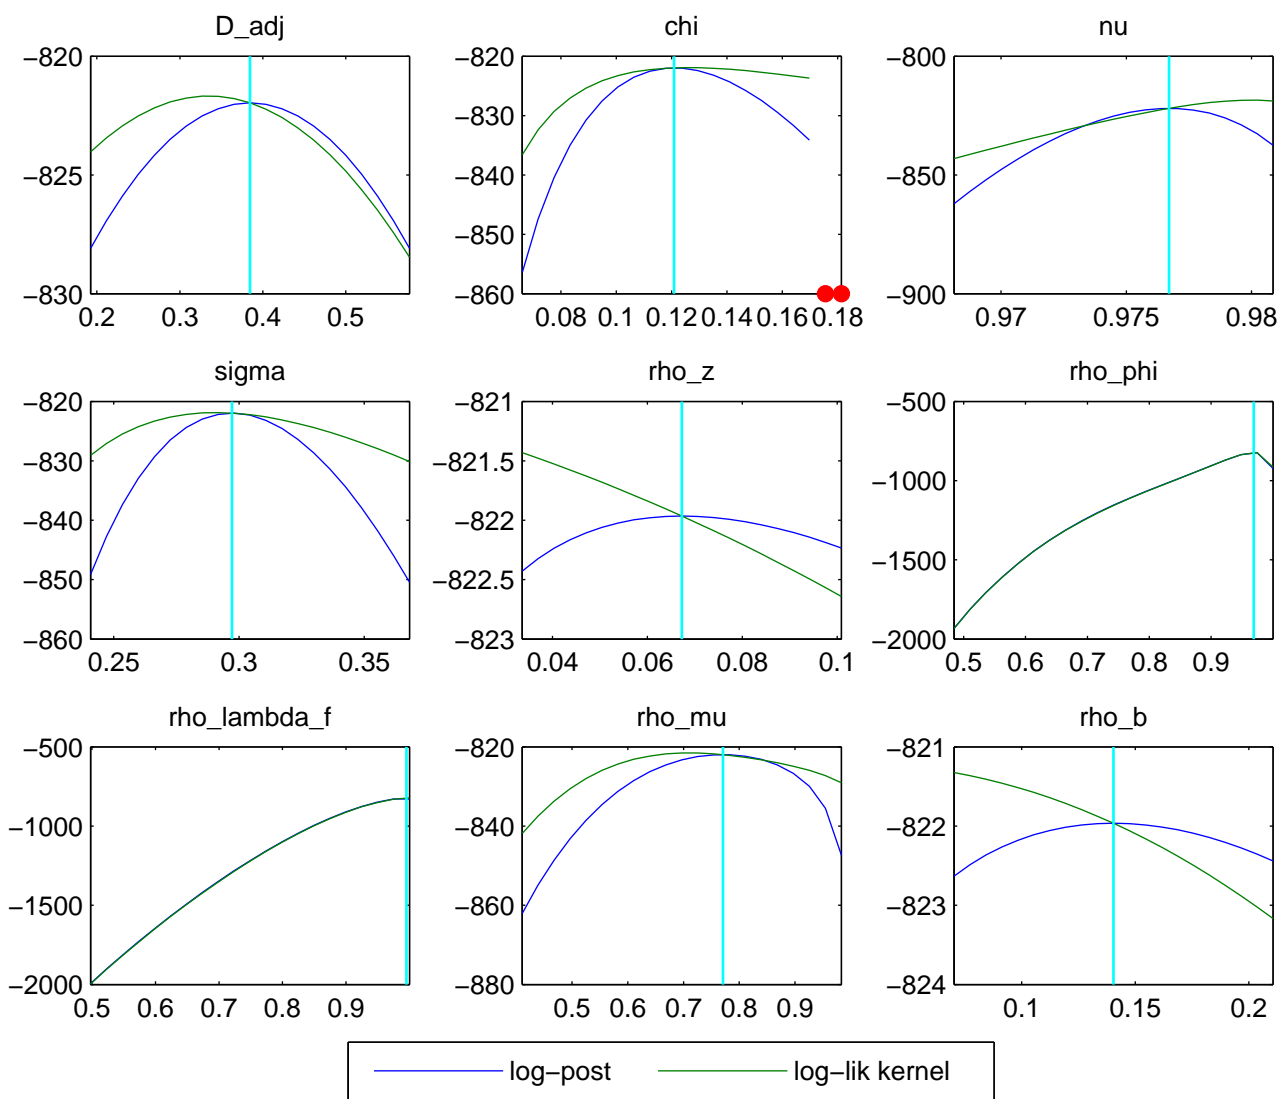 D_adj
chi
nu
−820
−825
−830
0.2 0.3 0.4 0.5
−820
−830
−840
−850
−860
0.08 0.1 0.12 0.14 0.16 0.18
−800
−850
−900
0.97 0.975 0.98
sigma
rho_z
rho_phi
−820
−830
−840
−850
−860
0.25 0.3 0.35
−821
−821.5
−822
−822.5
−823
0.04 0.06 0.08 0.1
−500
−1000
−1500
−2000
0.5 0.6 0.7 0.8 0.9
rho_lambda_f
rho_mu
rho_b
−500
−1000
−1500
−2000
0.5 0.6 0.7 0.8 0.9
−820
−840
−860
−880
0.5 0.6 0.7 0.8 0.9
−821
−822
−823
−824
0.1 0.15 0.2
log−post log−lik kernel